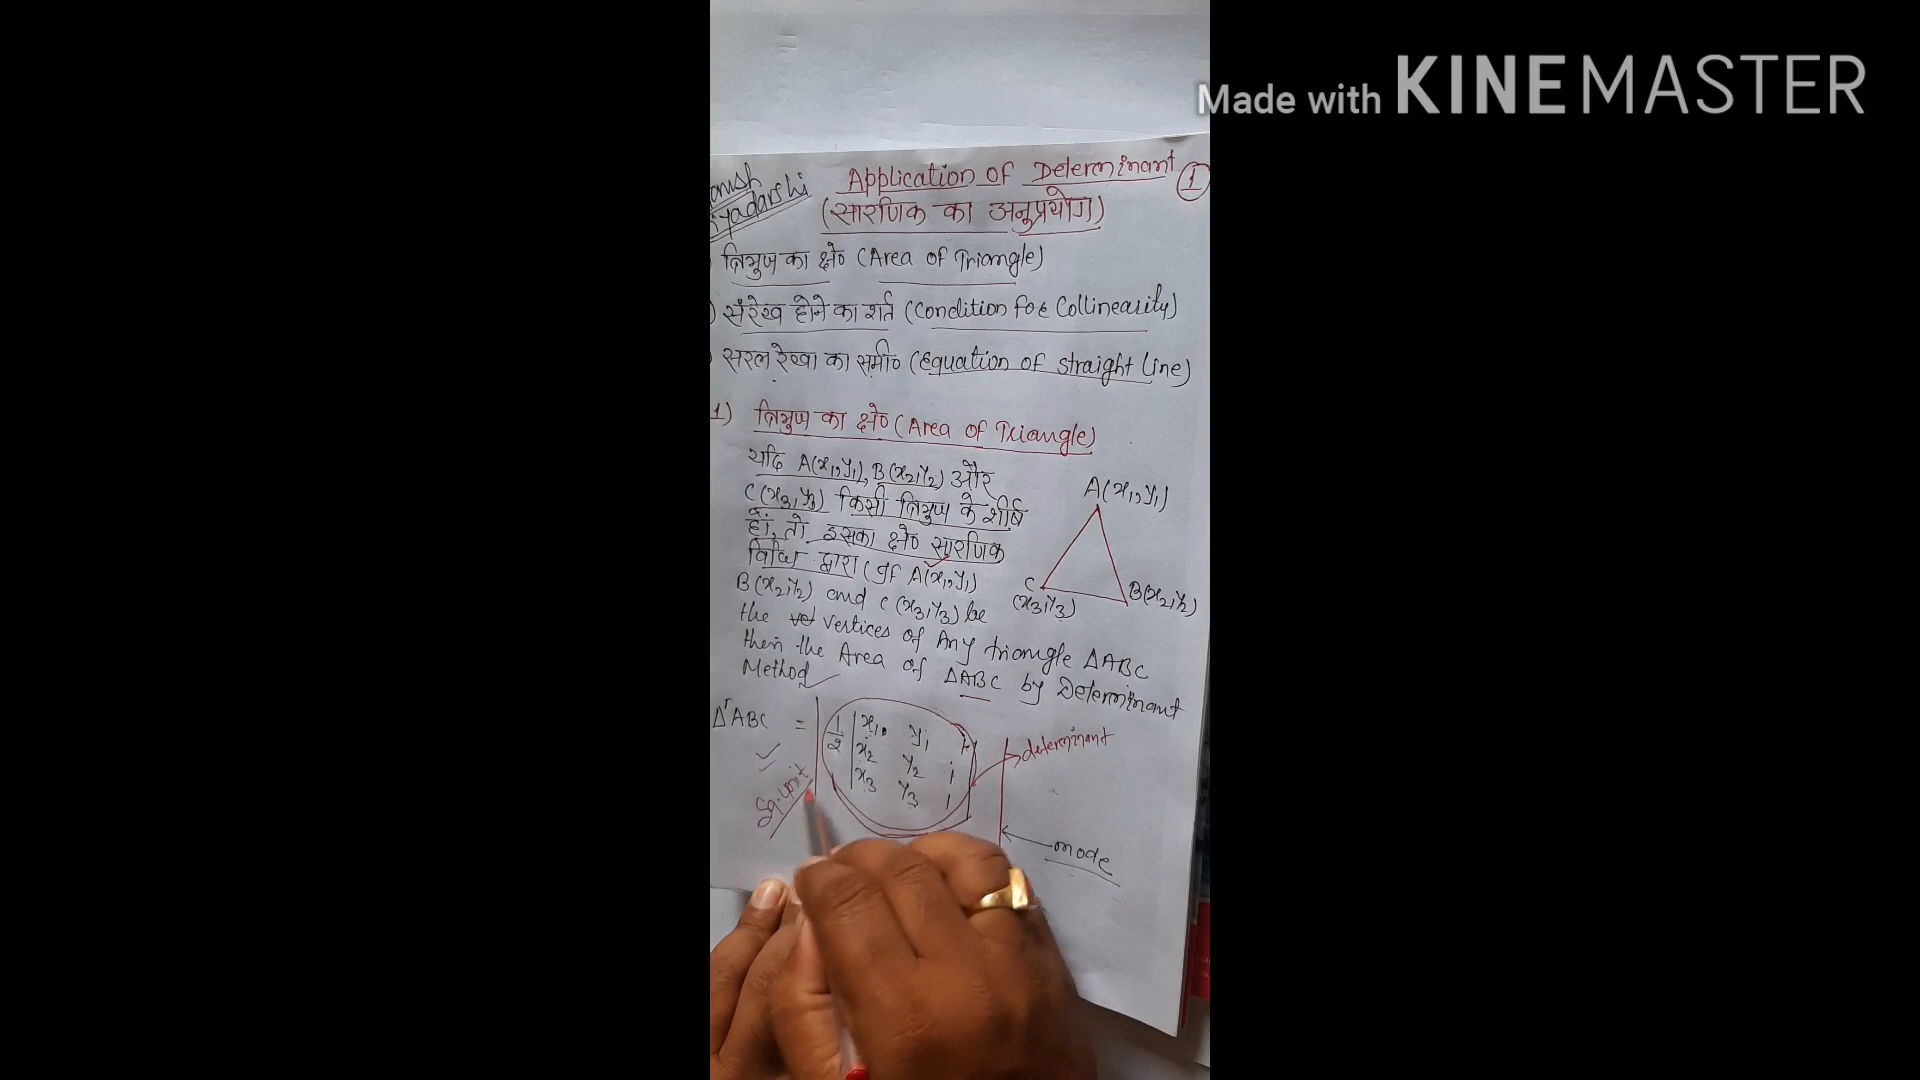 Made with KINEMASTER
Application of Determinant 1
(सारणिक का अनुप्रयोग)
त्रिभुज का क्षे० (Area of Triangle)
संरेख होने का शर्त (Condition for Collinearity)
सरल रेखा का समी० (Equation of straight Line)
1) त्रिभुज का क्षे० (Area of Triangle)
यदि A(x₁,y₁), B(x₂,y₂) और
C(x₃,y₃) किसी त्रिभुज के शीर्ष
हों, तो इसका क्षे० सारणिक
विधि द्वारा (If A(x₁,y₁)
B(x₂,y₂) and C(x₃,y₃) be
the vertices of Any triangle ΔABC
then the Area of ΔABC by Determinant
Method
A(x₁,y₁)
C
(x₃,y₃)
B(x₂,y₂)
Δʳ ABC = | 1/2 | x₁ y₁ 1
x₂ y₂ 1
x₃ y₃ 1 | |
determinant
Sq. unit
mode